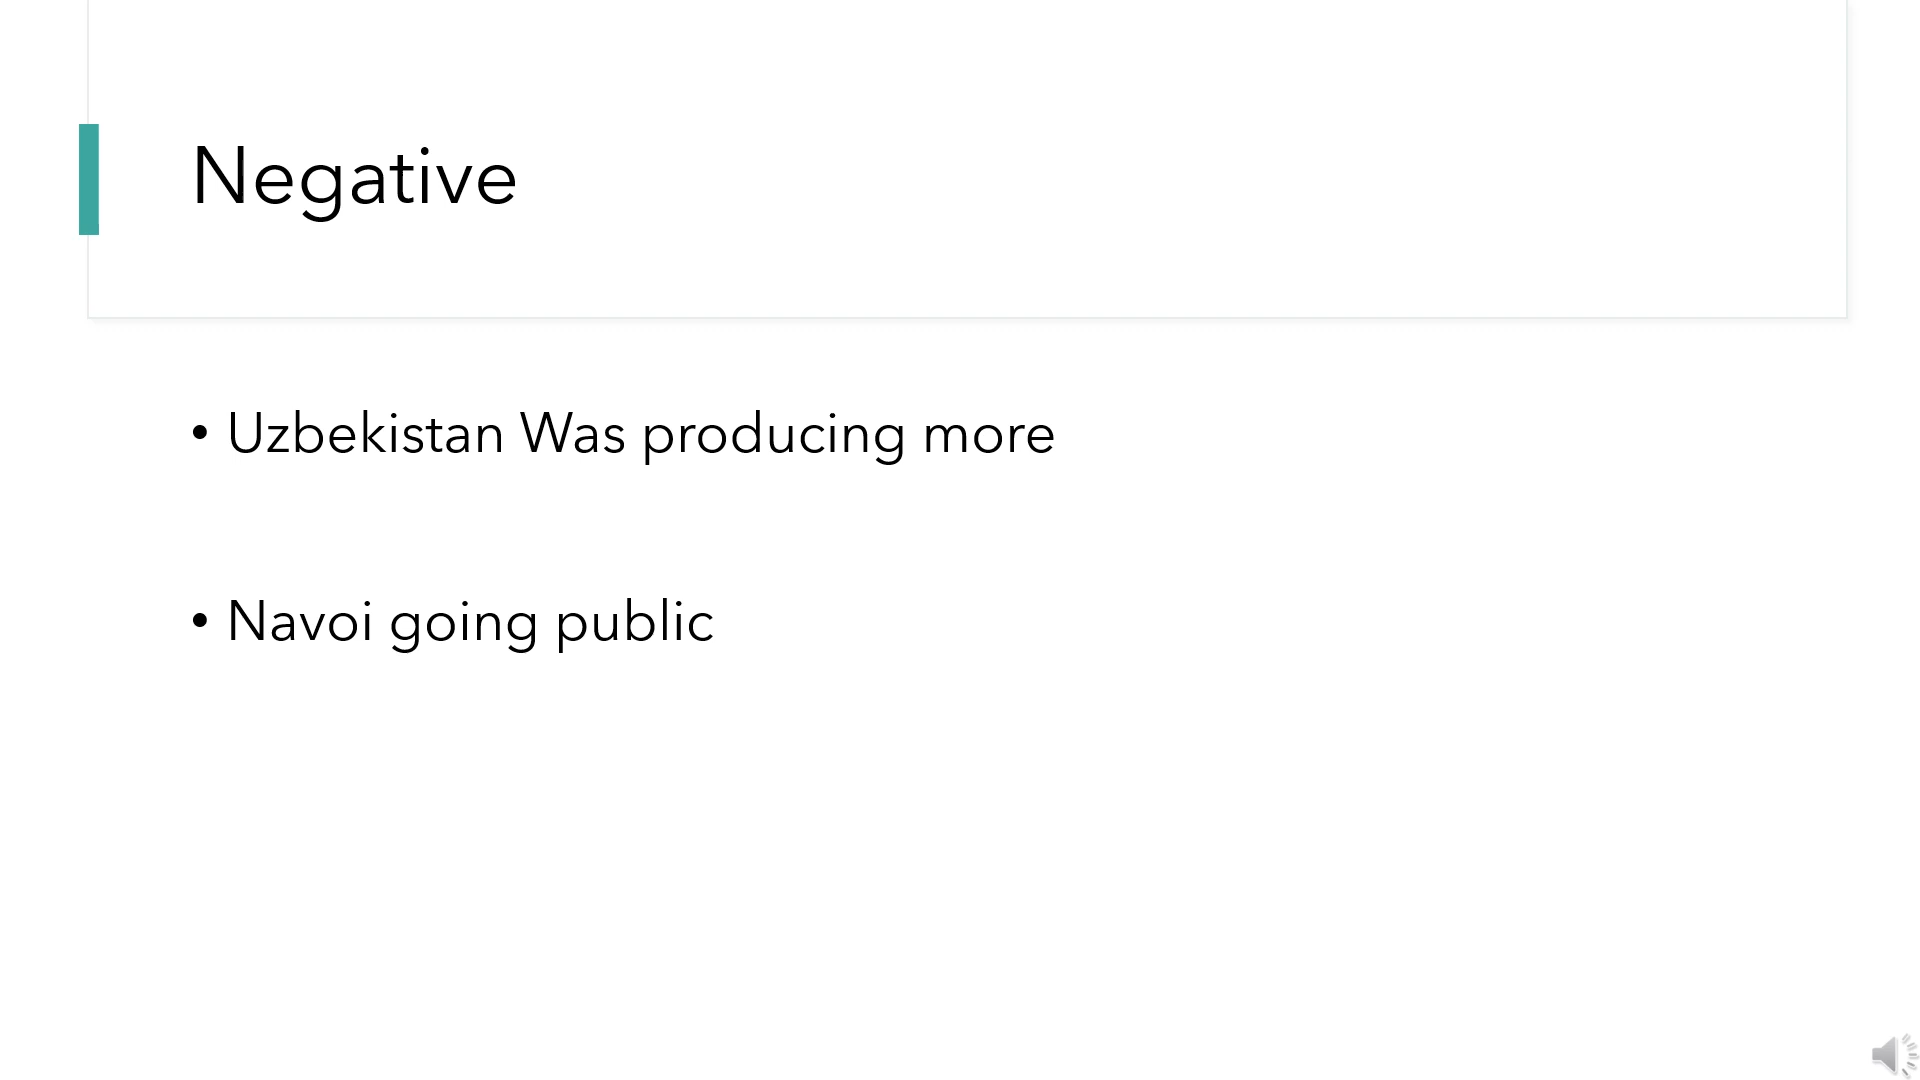 Negative
• Uzbekistan Was producing more
• Navoi going public